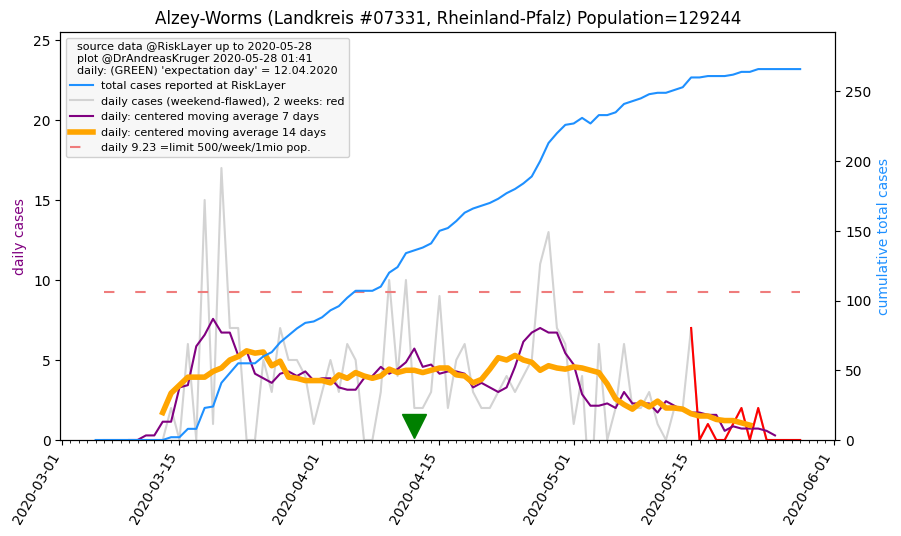 Alzey-Worms (Landkreis #07331, Rheinland-Pfalz) Population=129244
source data @RiskLayer up to 2020-05-28
plot @DrAndreasKruger 2020-05-28 01:41
daily: (GREEN) 'expectation day' = 12.04.2020
total cases reported at RiskLayer
daily cases (weekend-flawed), 2 weeks: red
daily: centered moving average 7 days
daily: centered moving average 14 days
daily 9.23 =limit 500/week/1mio pop.
daily cases
25
20
15
10
5
0
cumulative total cases
250
200
150
100
50
0
2020-03-01
2020-03-15
2020-04-01
2020-04-15
2020-05-01
2020-05-15
2020-06-01